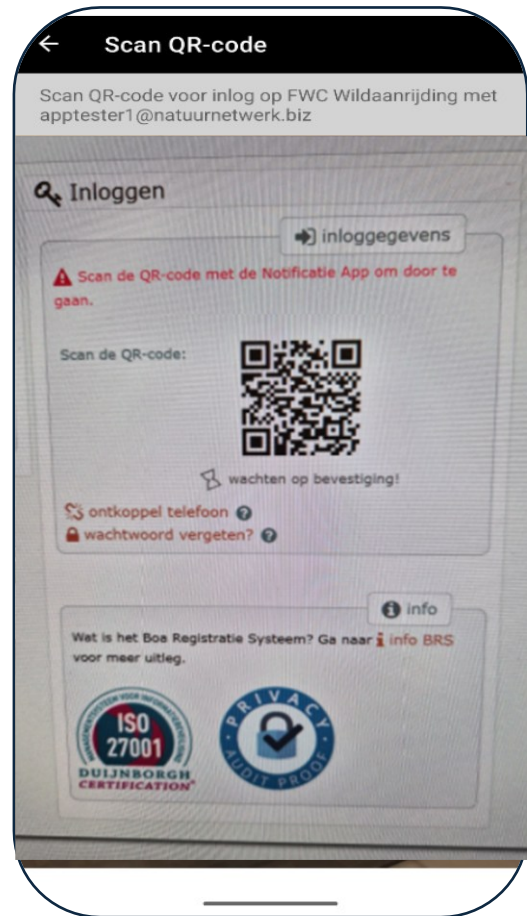 Scan QR-code
Scan QR-code voor inlog op FWC Wildaanrijding met
apptester1@natuurnetwerk.biz
Inloggen
inloggegevens
Scan de QR-code met de Notificatie App om door te
gaan.
Scan de QR-code:
wachten op bevestiging!
ontkoppel telefoon ?
wachtwoord vergeten? ?
info
Wat is het Boa Registratie Systeem? Ga naar i info BRS
voor meer uitleg.
MANAGEMENTSYSTEEM VOOR INFORMATIEBEVEILIGING
ISO
27001
DUIJNBORGH
CERTIFICATION
PRIVACY
AUDIT PROOF